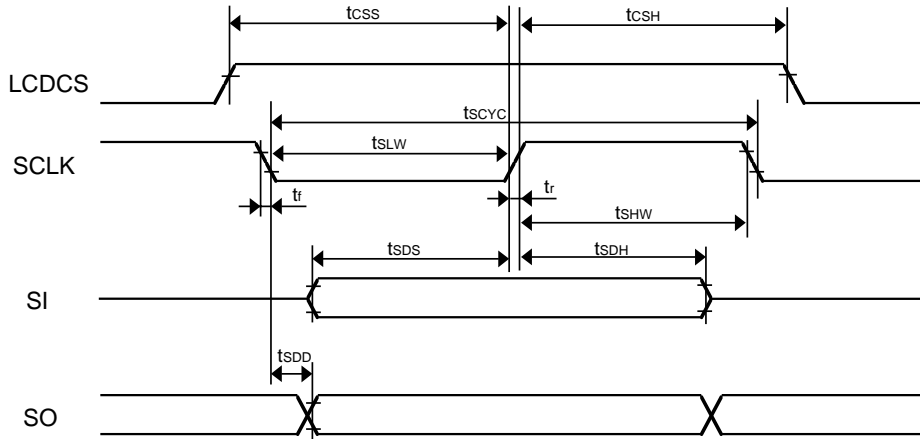 tCSS
tCSH
LCDCS
tSCYC
SCLK
tSLW
tf
tr
tSHW
tSDS
tSDH
SI
tSDD
SO